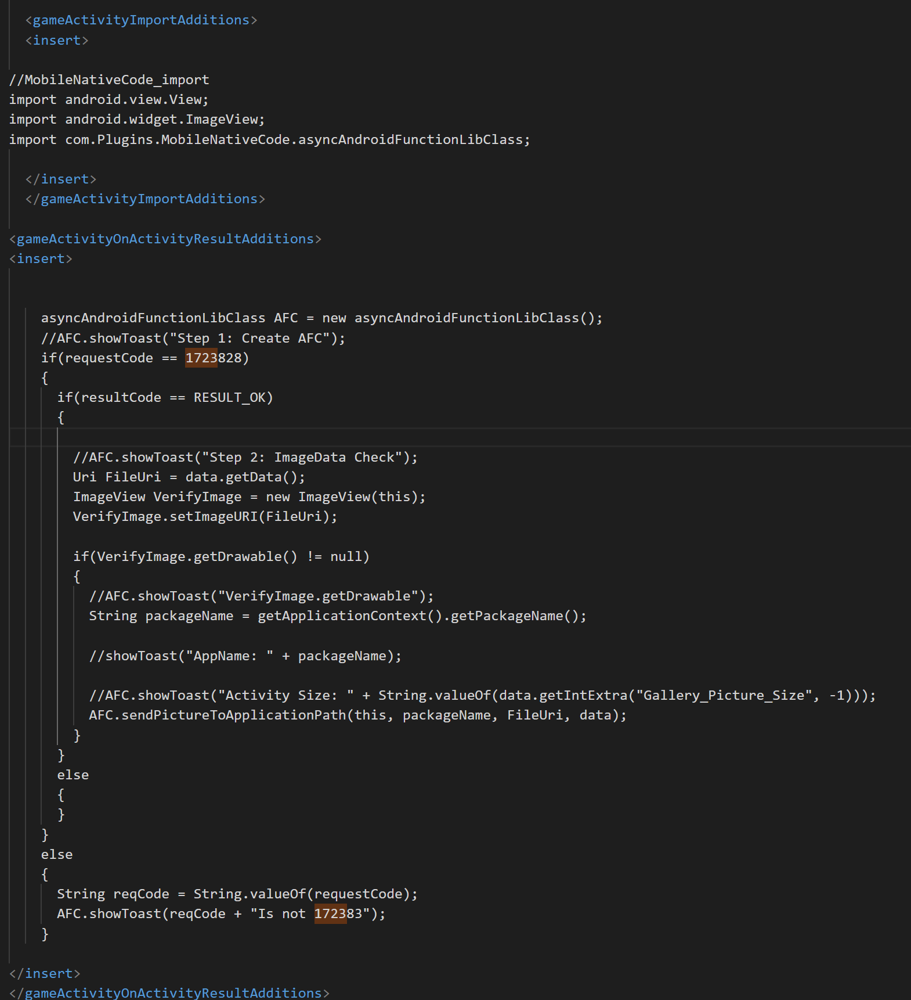 <gameActivityImportAdditions>
<insert>
//MobileNativeCode_import
import android.view.View;
import android.widget.ImageView;
import com.Plugins.MobileNativeCode.asyncAndroidFunctionLibClass;
</insert>
</gameActivityImportAdditions>
<gameActivityOnActivityResultAdditions>
<insert>
asyncAndroidFunctionLibClass AFC = new asyncAndroidFunctionLibClass();
//AFC.showToast("Step 1: Create AFC");
if(requestCode == 1723828)
{
if(resultCode == RESULT_OK)
{
//AFC.showToast("Step 2: ImageData Check");
Uri FileUri = data.getData();
ImageView VerifyImage = new ImageView(this);
VerifyImage.setImageURI(FileUri);
if(VerifyImage.getDrawable() != null)
{
//AFC.showToast("VerifyImage.getDrawable");
String packageName = getApplicationContext().getPackageName();
//showToast("AppName: " + packageName);
//AFC.showToast("Activity Size: " + String.valueOf(data.getIntExtra("Gallery_Picture_Size", -1)));
AFC.sendPictureToApplicationPath(this, packageName, FileUri, data);
}
}
else
{
}
}
else
{
String reqCode = String.valueOf(requestCode);
AFC.showToast(reqCode + "Is not 172383");
}
</insert>
</gameActivityOnActivityResultAdditions>